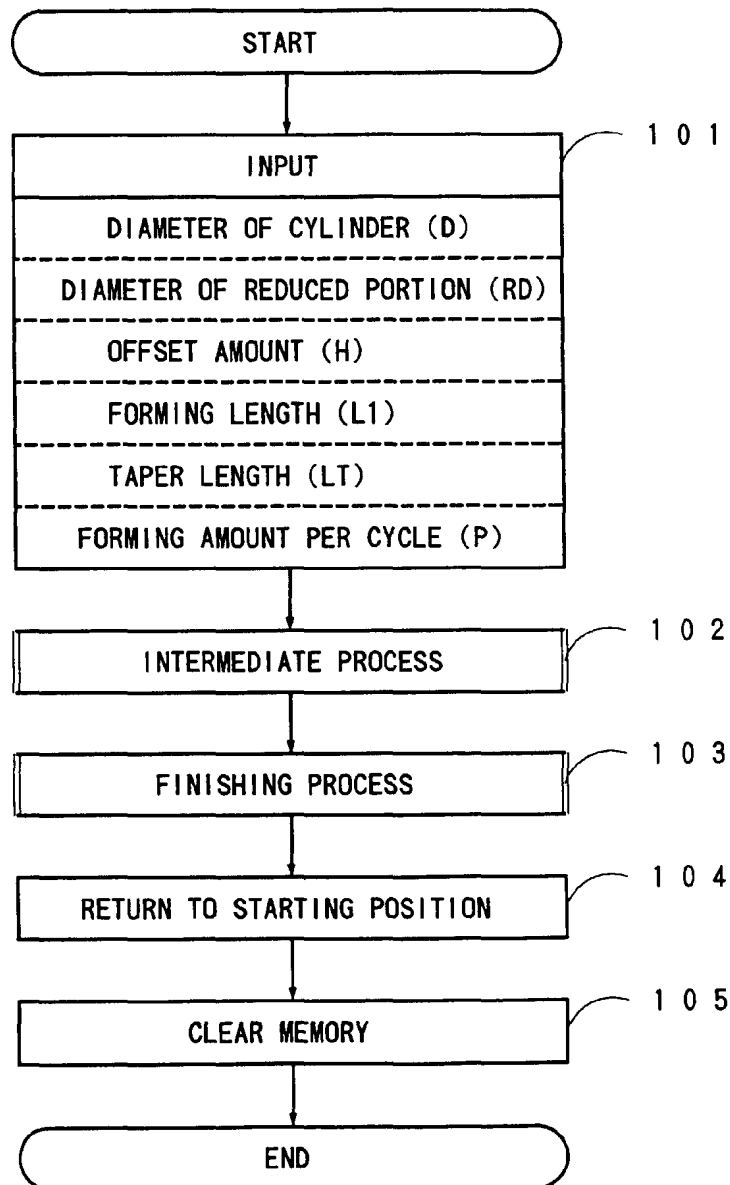 START
101
INPUT
DIAMETER OF CYLINDER (D)
DIAMETER OF REDUCED PORTION (RD)
OFFSET AMOUNT (H)
FORMING LENGTH (L1)
TAPER LENGTH (LT)
FORMING AMOUNT PER CYCLE (P)
102
INTERMEDIATE PROCESS
103
FINISHING PROCESS
104
RETURN TO STARTING POSITION
105
CLEAR MEMORY
END